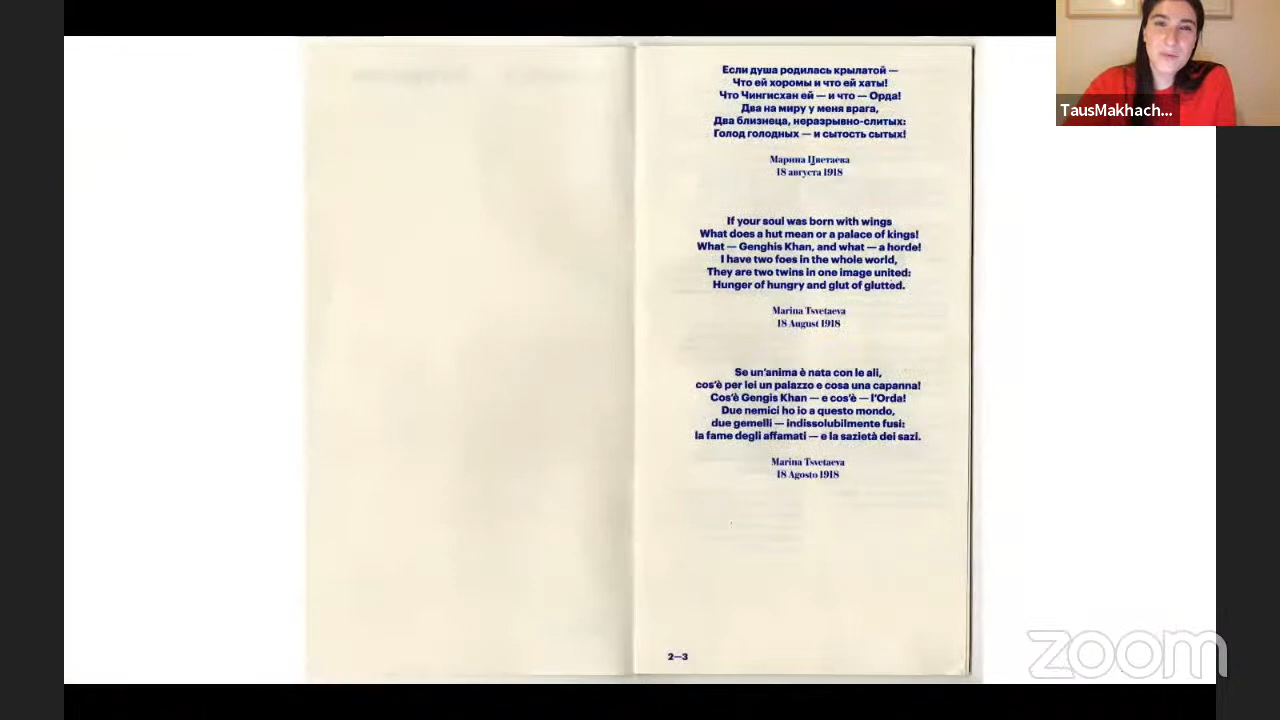 Если душа родилась крылатой —
Что ей хоромы и что ей хаты!
Что Чингисхан ей — и что — Орда!
Два на миру у меня врага,
Два близнеца, неразрывно-слитых:
Голод голодных — и сытость сытых!
Марина Цветаева
18 августа 1918
If your soul was born with wings
What does a hut mean or a palace of kings!
What — Genghis Khan, and what — a horde!
I have two foes in the whole world,
They are two twins in one image united:
Hunger of hungry and glut of glutted.
Marina Tsvetaeva
18 August 1918
Se un'anima è nata con le ali,
cos'è per lei un palazzo e cosa una capanna!
Cos'è Gengis Khan — e cos'è — l'Orda!
Due nemici ho io a questo mondo,
due gemelli — indissolubilmente fusi:
la fame degli affamati — e la sazietà dei sazi.
Marina Tsvetaeva
18 Agosto 1918
2—3
TausMakhach...
zoom